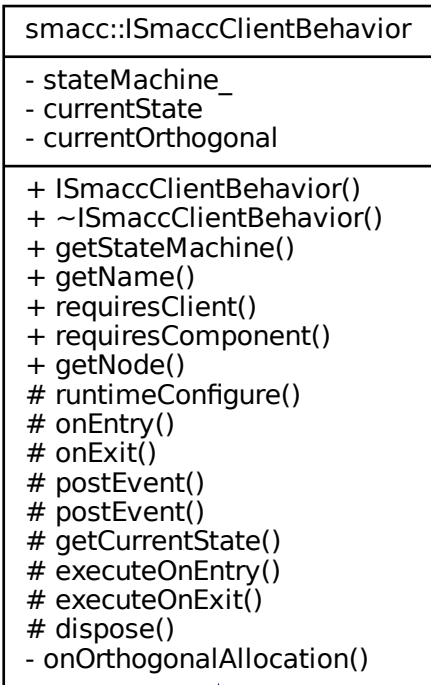 smacc::ISmaccClientBehavior
- stateMachine_
- currentState
- currentOrthogonal
+ ISmaccClientBehavior()
+ ~ISmaccClientBehavior()
+ getStateMachine()
+ getName()
+ requiresClient()
+ requiresComponent()
+ getNode()
# runtimeConfigure()
# onEntry()
# onExit()
# postEvent()
# postEvent()
# getCurrentState()
# executeOnEntry()
# executeOnExit()
# dispose()
- onOrthogonalAllocation()